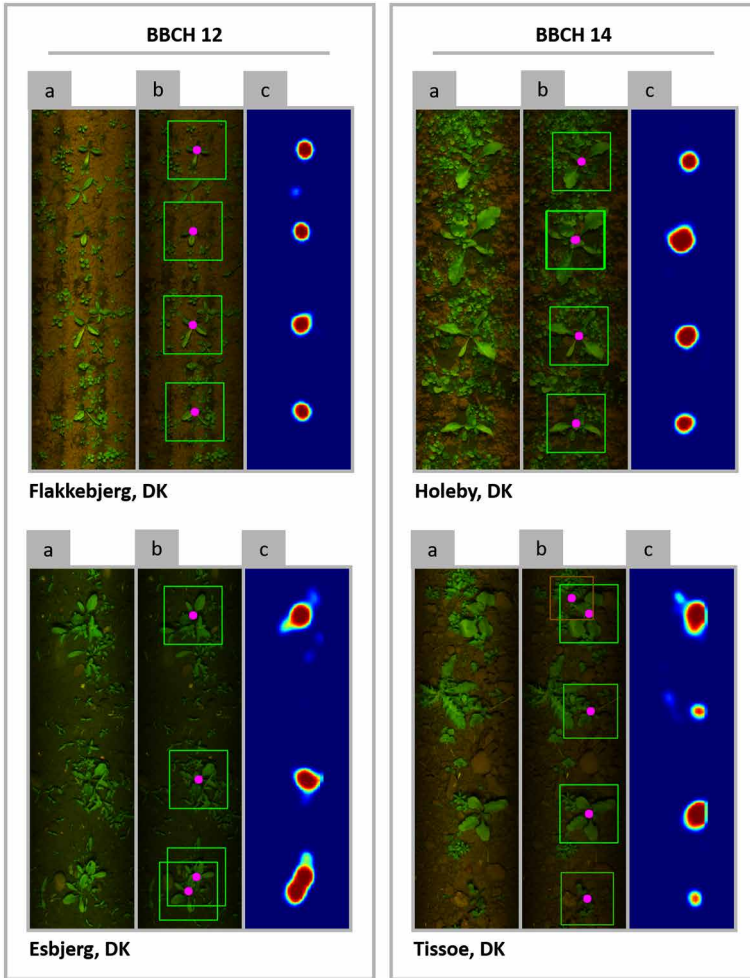 BBCH 12
a b c
Flakkebjerg, DK
a b c
Esbjerg, DK
BBCH 14
a b c
Holeby, DK
a b c
Tissoe, DK